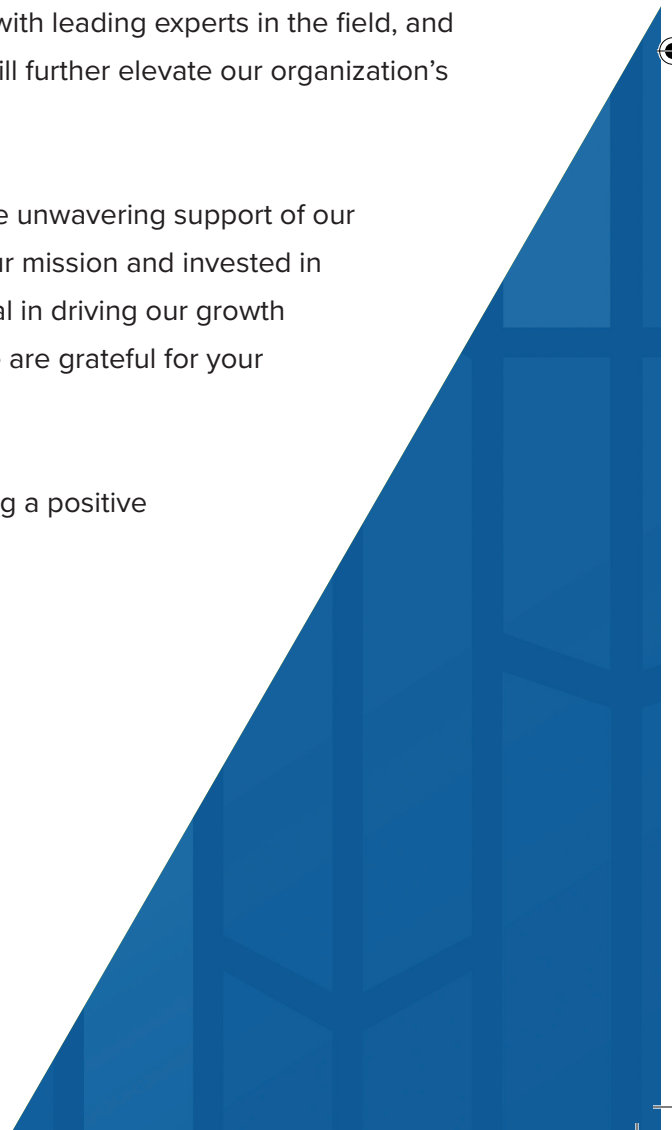 with leading experts in the field, and
ill further elevate our organization’s
e unwavering support of our
ur mission and invested in
al in driving our growth
are grateful for your
g a positive